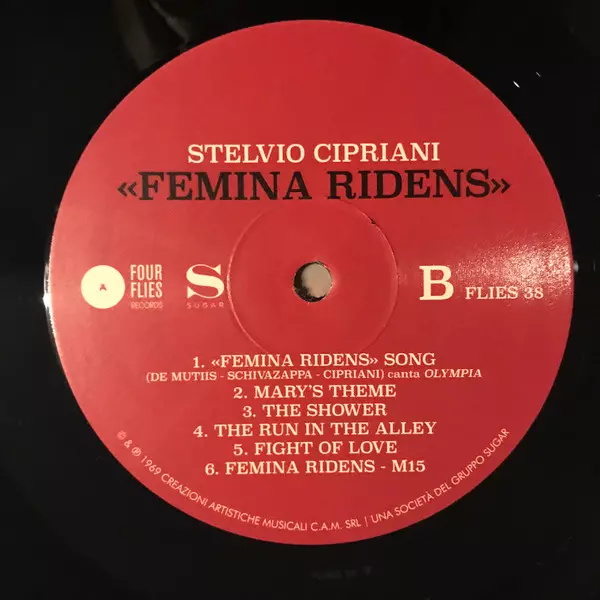 STELVIO CIPRIANI
«FEMINA RIDENS»
FOUR
FLIES
RECORDS
S
SUGAR
B FLIES 38
1. «FEMINA RIDENS» SONG
(DE MUTIIS - SCHIVAZAPPA - CIPRIANI) canta OLYMPIA
2. MARY'S THEME
3. THE SHOWER
4. THE RUN IN THE ALLEY
5. FIGHT OF LOVE
6. FEMINA RIDENS - M15
© & ℗ 1969 CREAZIONI ARTISTICHE MUSICALI C.A.M. SRL | UNA SOCIETÀ DEL GRUPPO SUGAR